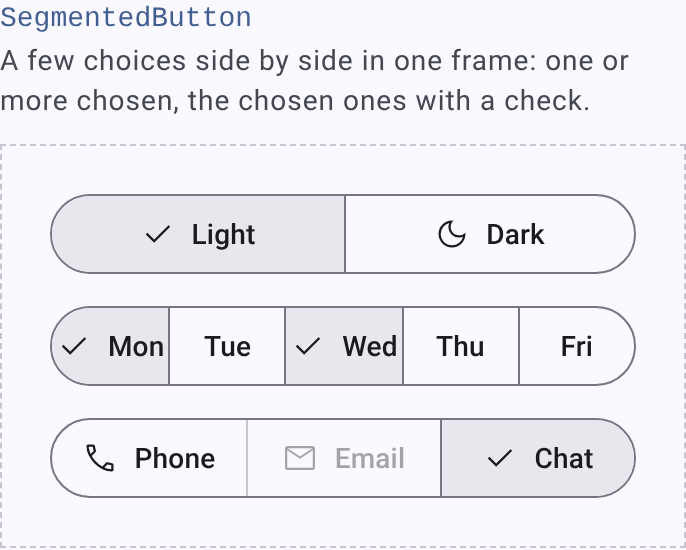 SegmentedButton
A few choices side by side in one frame: one or
more chosen, the chosen ones with a check.
Light Dark
Mon Tue Wed Thu Fri
Phone Email Chat